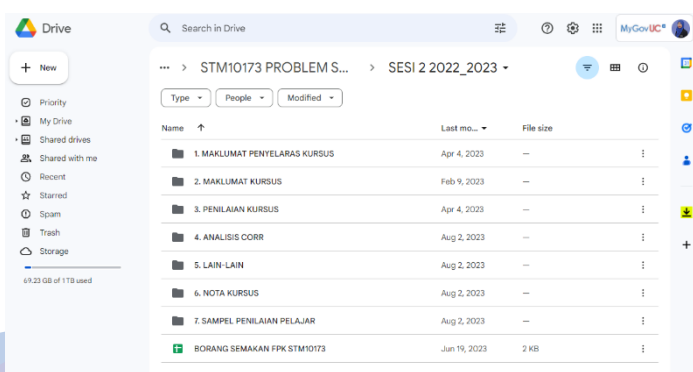 Drive
Search in Drive
MyGovUC
New
Priority
My Drive
Shared drives
Shared with me
Recent
Starred
Spam
Trash
Storage
69.23 GB of 1 TB used
... > STM10173 PROBLEM S... > SESI 2 2022_2023
Type People Modified
Name Last mo... File size
1. MAKLUMAT PENYELARAS KURSUS Apr 4, 2023 —
2. MAKLUMAT KURSUS Feb 9, 2023 —
3. PENILAIAN KURSUS Apr 4, 2023 —
4. ANALISIS CORR Aug 2, 2023 —
5. LAIN-LAIN Aug 2, 2023 —
6. NOTA KURSUS Aug 2, 2023 —
7. SAMPEL PENILAIAN PELAJAR Aug 2, 2023 —
BORANG SEMAKAN FPK STM10173 Jun 19, 2023 2 KB